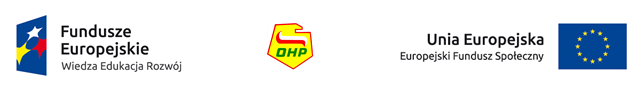 Fundusze
Europejskie
Wiedza Edukacja Rozwój
OHP
Unia Europejska
Europejski Fundusz Społeczny